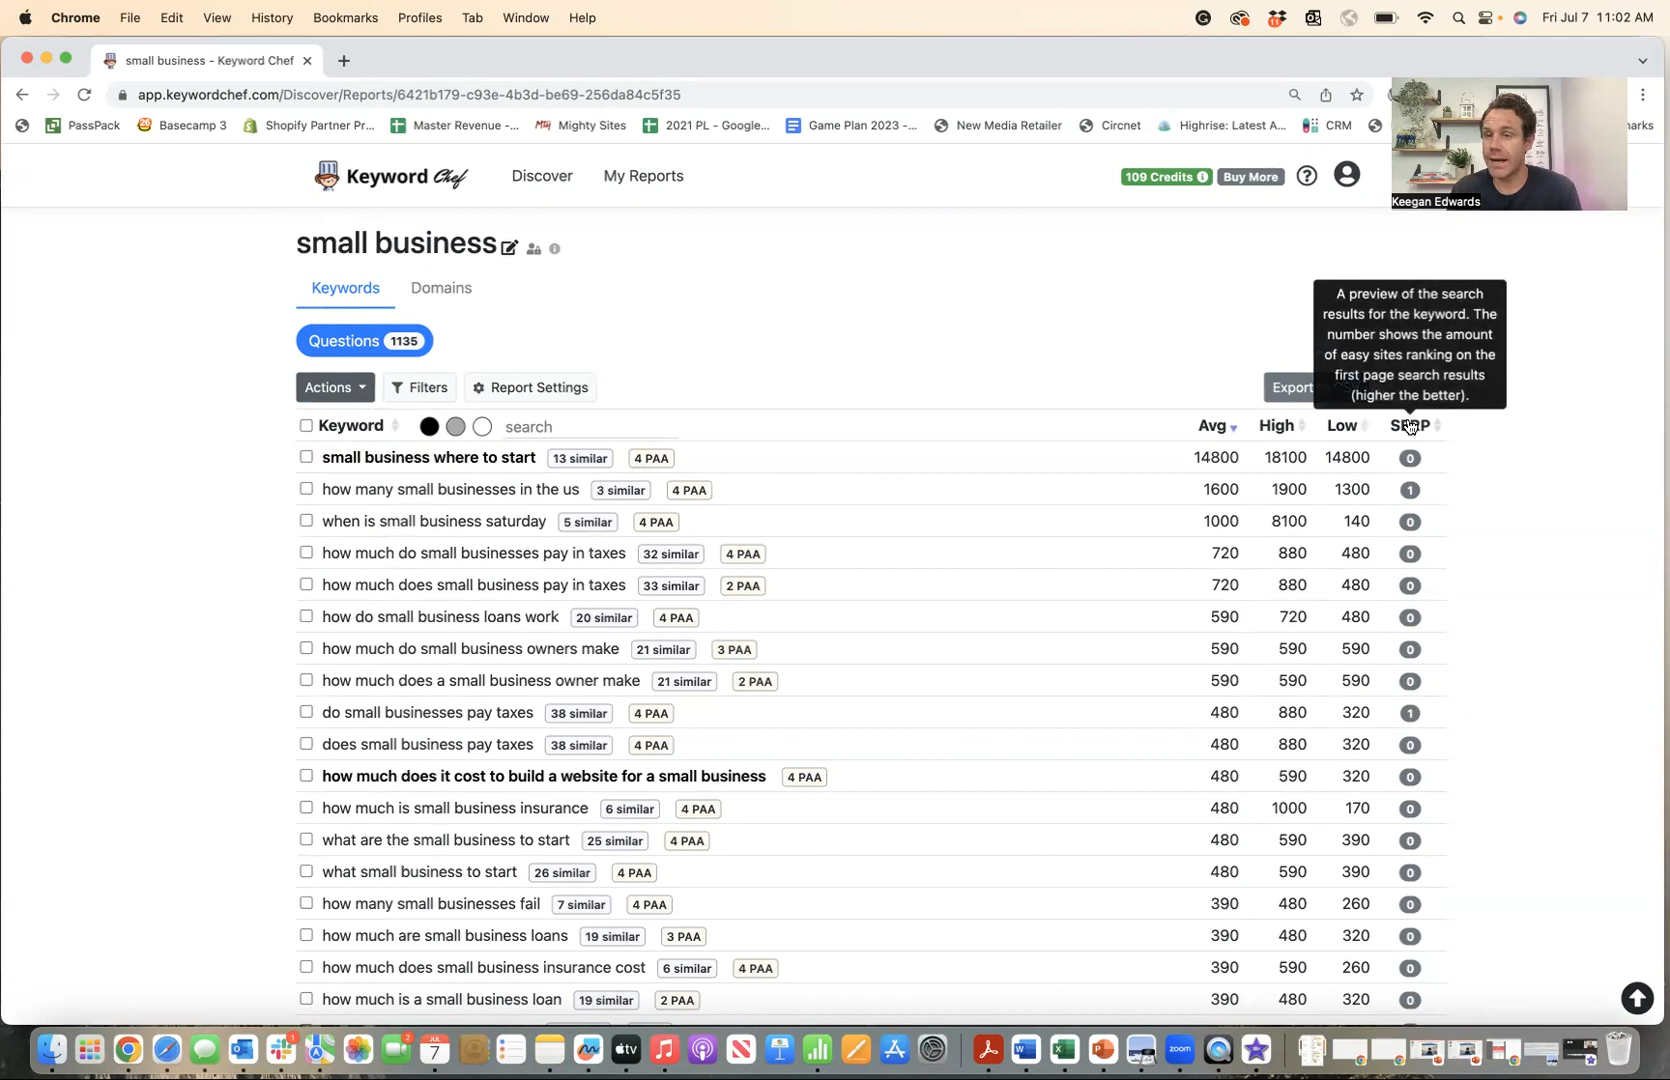 Chrome File Edit View History Bookmarks Profiles Tab Window Help
11
Fri Jul 7 11:02 AM
small business - Keyword Chef
app.keywordchef.com/Discover/Reports/6421b179-c93e-4b3d-be69-256da84c5f35
PassPack Basecamp 3 Shopify Partner Pr... Master Revenue -... Mighty Sites 2021 PL - Google... Game Plan 2023 -... New Media Retailer Circnet Highrise: Latest A... CRM
Keegan Edwards
Keyword Chef Discover My Reports 109 Credits Buy More
small business
Keywords Domains
A preview of the search
results for the keyword. The
number shows the amount
of easy sites ranking on the
first page search results
(higher the better).
Questions 1135
Actions Filters Report Settings Export
Keyword search Avg High Low SERP
small business where to start 13 similar 4 PAA 14800 18100 14800 0
how many small businesses in the us 3 similar 4 PAA 1600 1900 1300 1
when is small business saturday 5 similar 4 PAA 1000 8100 140 0
how much do small businesses pay in taxes 32 similar 4 PAA 720 880 480 0
how much does small business pay in taxes 33 similar 2 PAA 720 880 480 0
how do small business loans work 20 similar 4 PAA 590 720 480 0
how much do small business owners make 21 similar 3 PAA 590 590 590 0
how much does a small business owner make 21 similar 2 PAA 590 590 590 0
do small businesses pay taxes 38 similar 4 PAA 480 880 320 1
does small business pay taxes 38 similar 4 PAA 480 880 320 0
how much does it cost to build a website for a small business 4 PAA 480 590 320 0
how much is small business insurance 6 similar 4 PAA 480 1000 170 0
what are the small business to start 25 similar 4 PAA 480 590 390 0
what small business to start 26 similar 4 PAA 480 590 390 0
how many small businesses fail 7 similar 4 PAA 390 480 260 0
how much are small business loans 19 similar 3 PAA 390 480 320 0
how much does small business insurance cost 6 similar 4 PAA 390 590 260 0
how much is a small business loan 19 similar 2 PAA 390 480 320 0